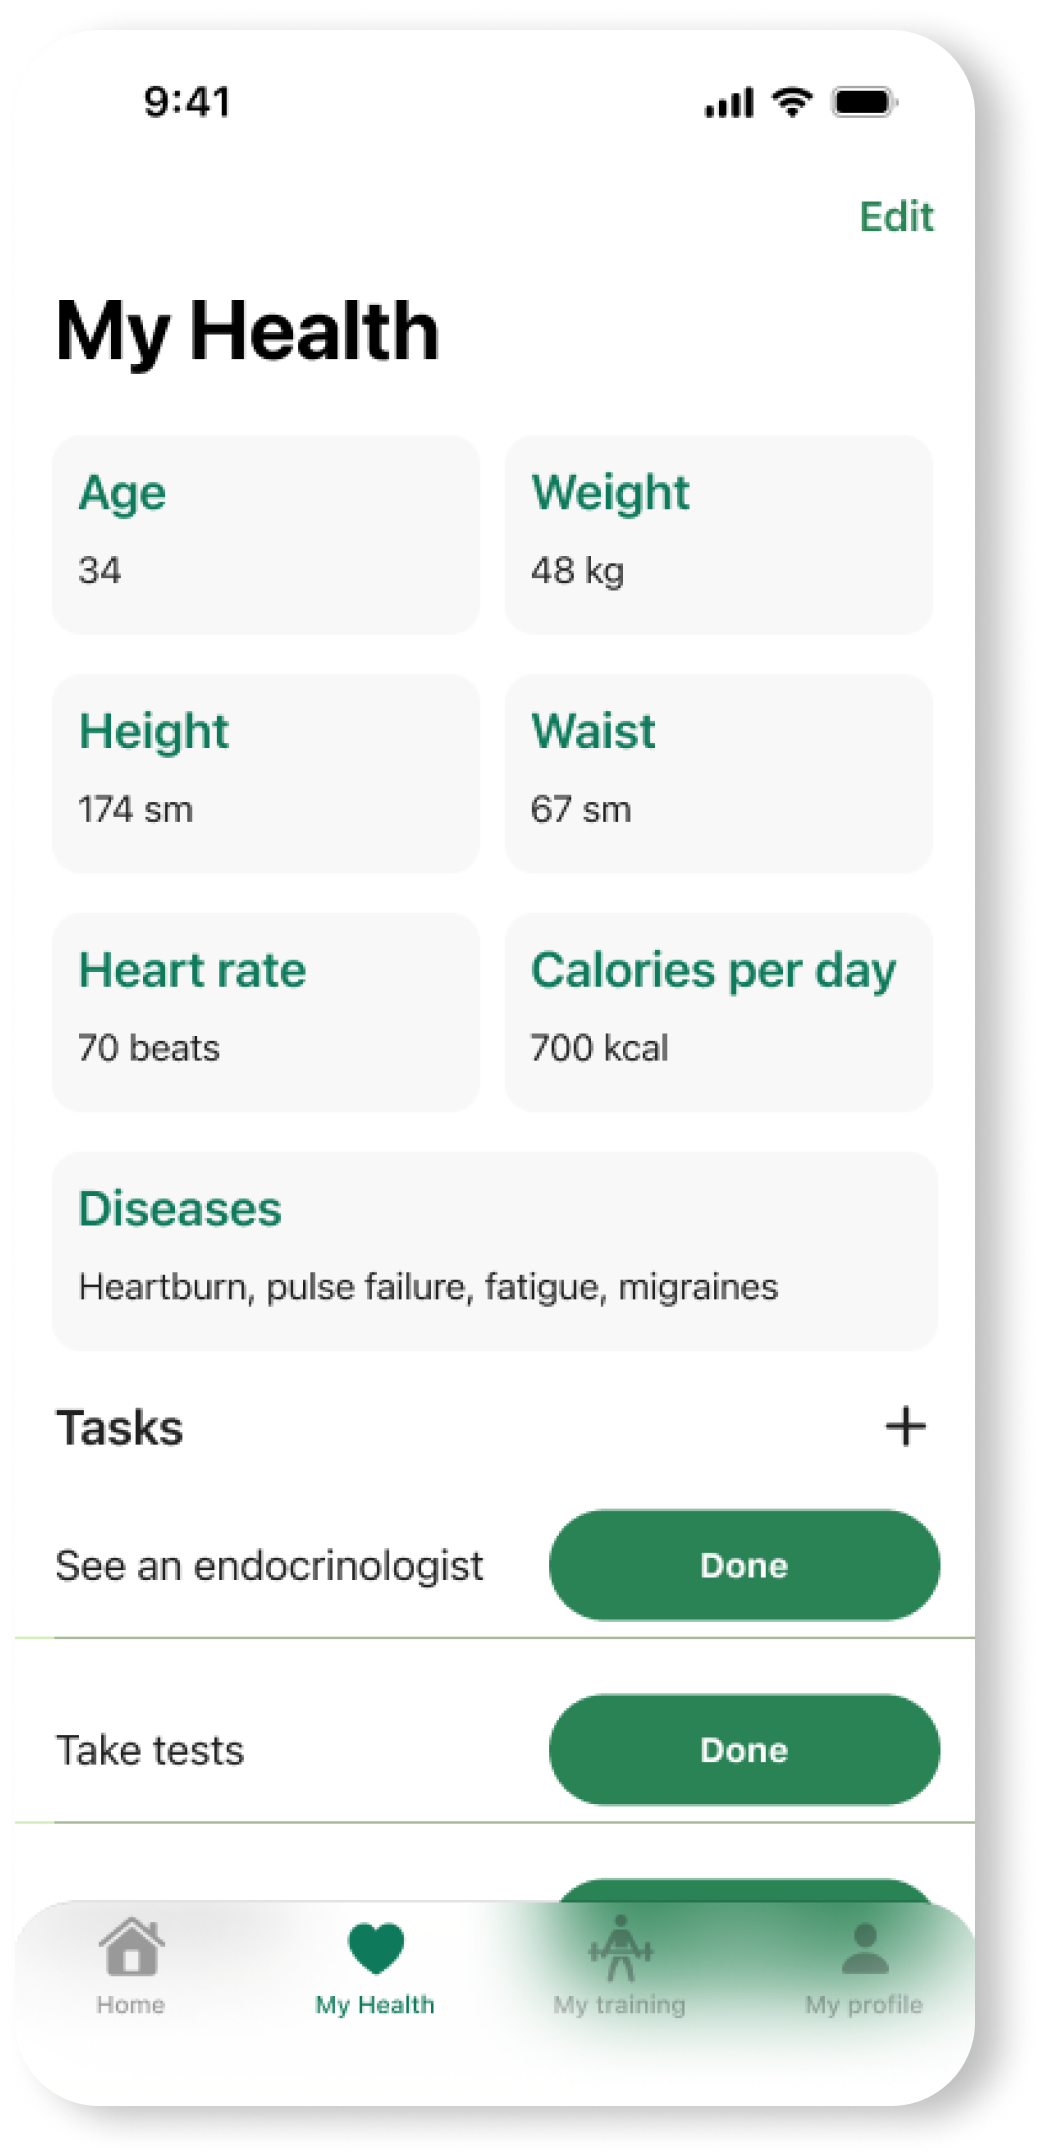 9:41
Edit
My Health
Age
34
Weight
48 kg
Height
174 sm
Waist
67 sm
Heart rate
70 beats
Calories per day
700 kcal
Diseases
Heartburn, pulse failure, fatigue, migraines
Tasks
See an endocrinologist
Done
Take tests
Done
Home
My Health
My training
My profile